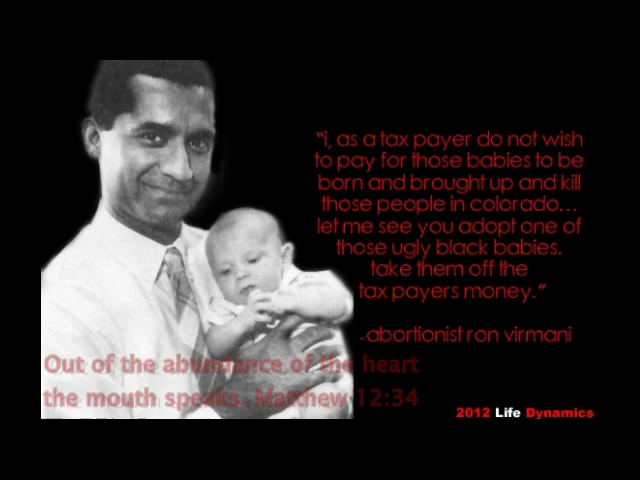 "i, as a tax payer do not wish
to pay for those babies to be
born and brought up and kill
those people in colorado...
let me see you adopt one of
those ugly black babies.
take them off the
tax payers money."
-abortionist ron virmani
Out of the abundance of the heart
the mouth speaks. Matthew 12:34
2012 Life Dynamics